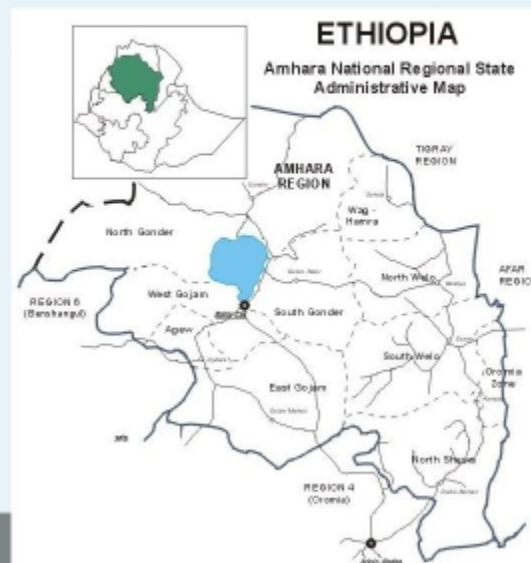 ETHIOPIA
Amhara National Regional State
Administrative Map
TIGRAY
REGION
AMHARA
REGION
Wag
Hamra
North Gonder
North Welo
AFAR
REGIO
REGION 6
(Benshangul)
West Gojam
South Gonder
Agew
South Welo
Oromia
Zone
East Gojam
North Shewa
REGION 4
(Oromia)